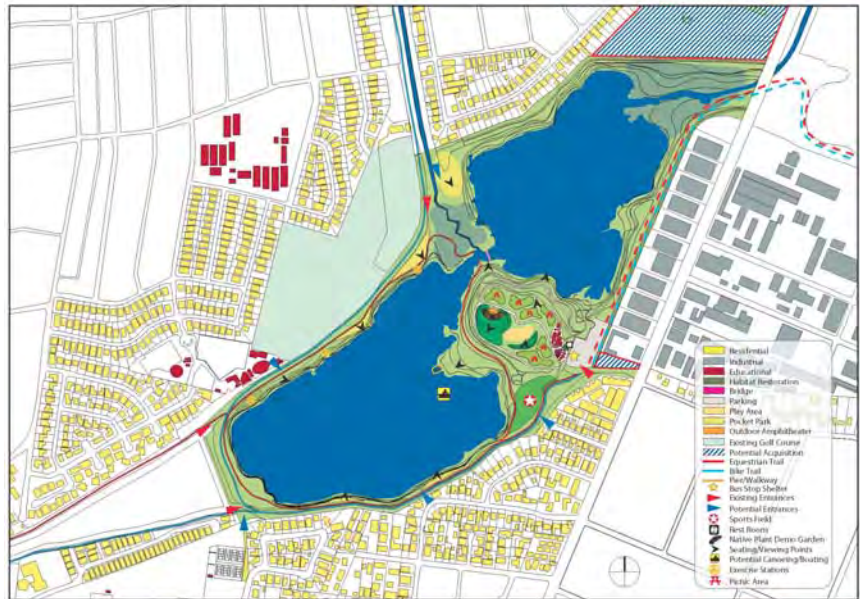 Residential
Industrial
Educational
Habitat Restoration
Bridge
Parking
Play Area
Pocket Park
Outdoor Amphitheater
Existing Golf Course
Potential Acquisition
Equestrian Trail
Bike Trail
Pier/Walkway
Bus Stop Shelter
Existing Entrances
Potential Entrances
Sports Field
Rest Rooms
Native Plant Demo Garden
Seating/Viewing Points
Potential Canoeing/Boating
Exercise Stations
Picnic Area